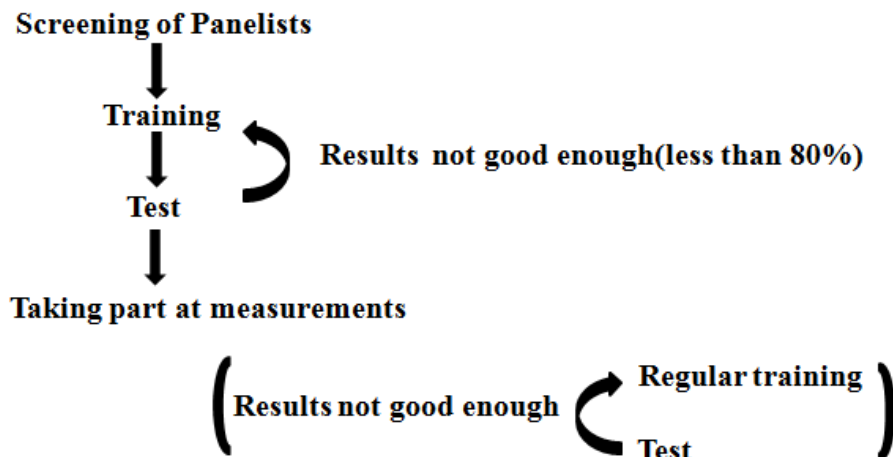 Screening of Panelists
Training
Results not good enough(less than 80%)
Test
Taking part at measurements
Regular training
Results not good enough
Test